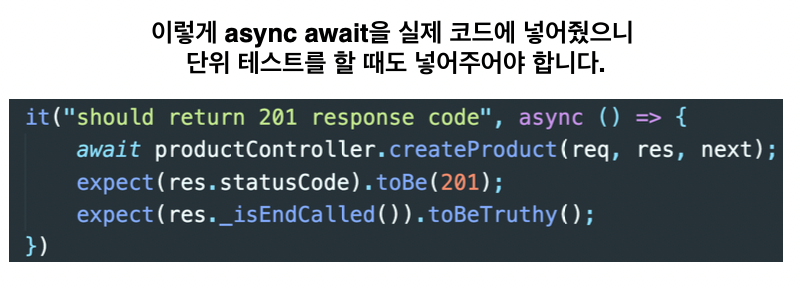 이렇게 async await을 실제 코드에 넣어줬으니
단위 테스트를 할 때도 넣어주어야 합니다.
it("should return 201 response code", async () => {
    await productController.createProduct(req, res, next);
    expect(res.statusCode).toBe(201);
    expect(res._isEndCalled()).toBeTruthy();
})